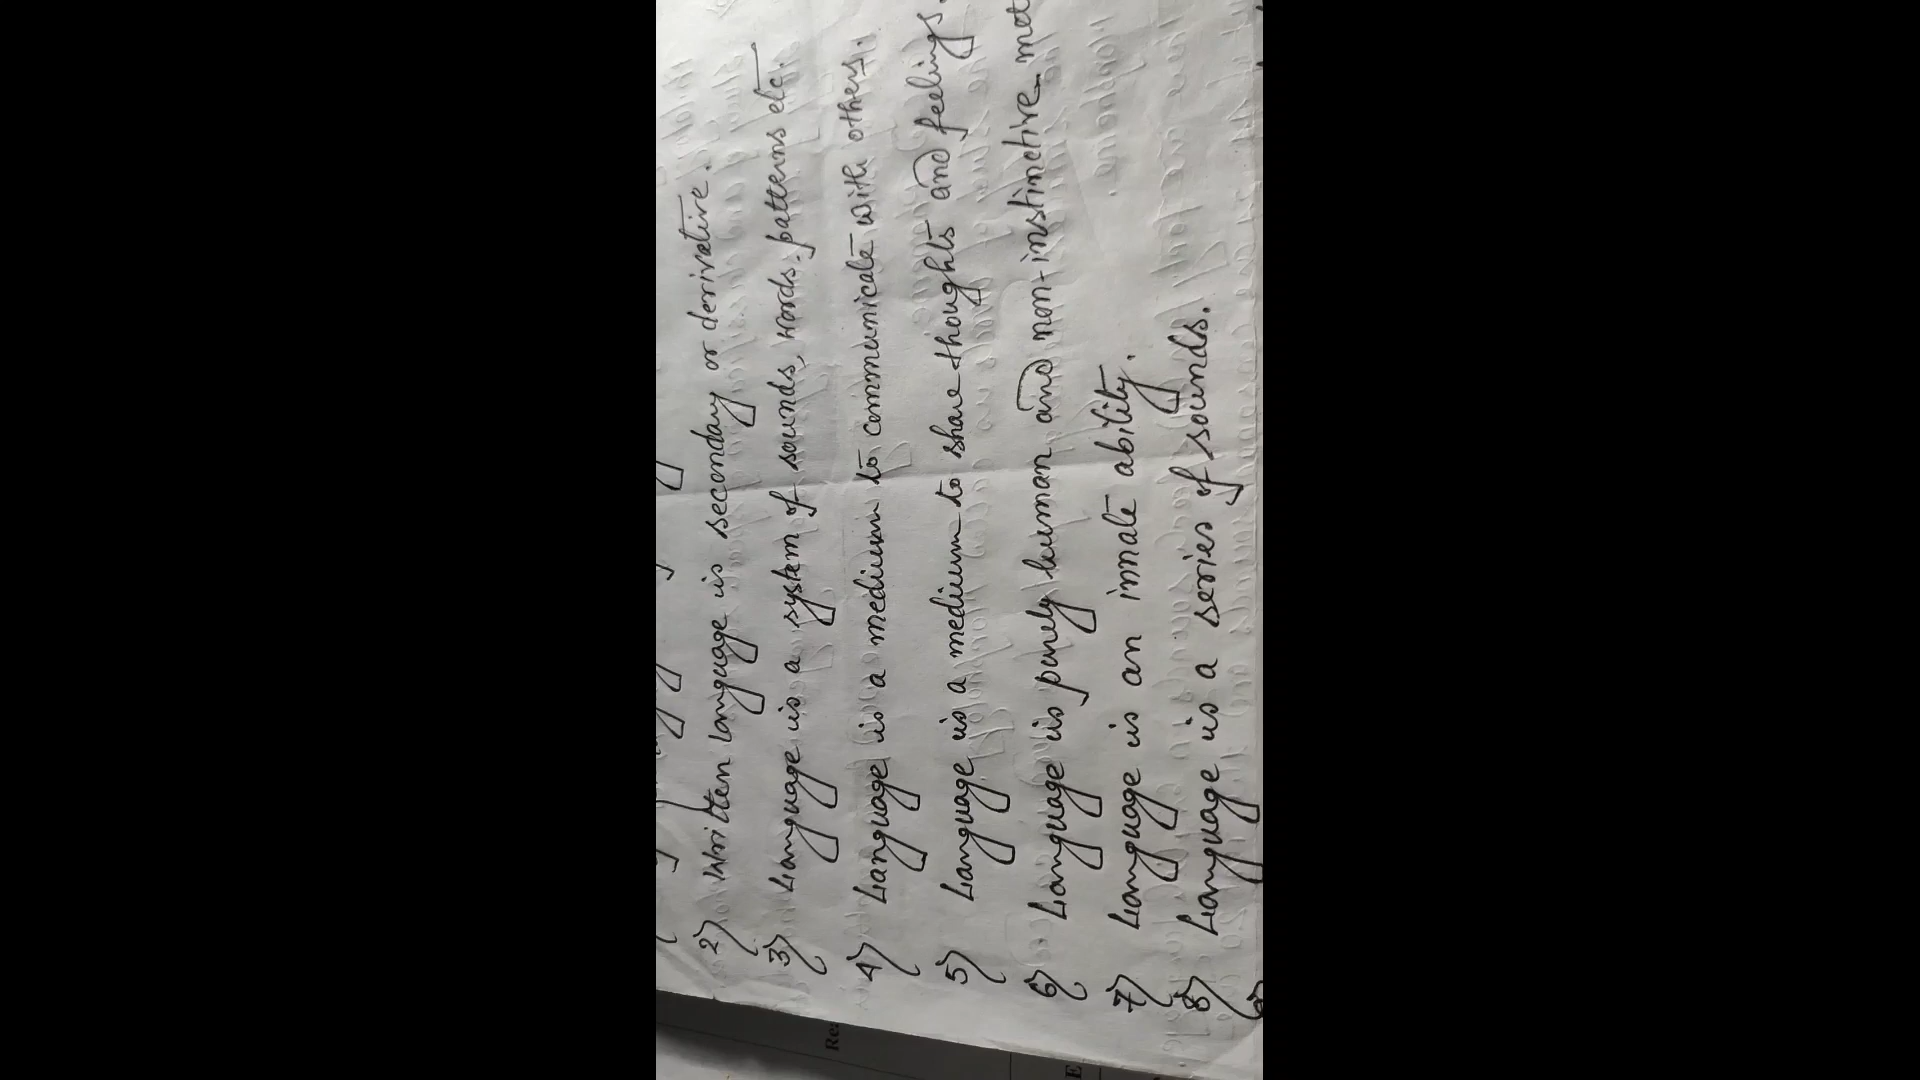 2) Written language is secondary or derivative.
3) Language is a system of sounds, words, patterns etc.
4) Language is a medium to communicate with others.
5) Language is a medium to share thoughts and feelings.
6) Language is purely human and non-instinctive
7) Language is an innate ability.
8) Language is a series of sounds.